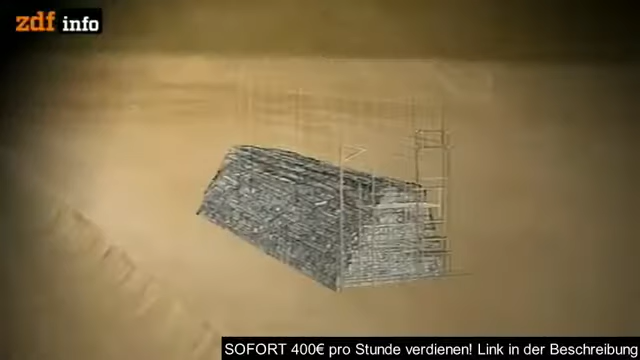 zdf info
SOFORT 400€ pro Stunde verdienen! Link in der Beschreibung